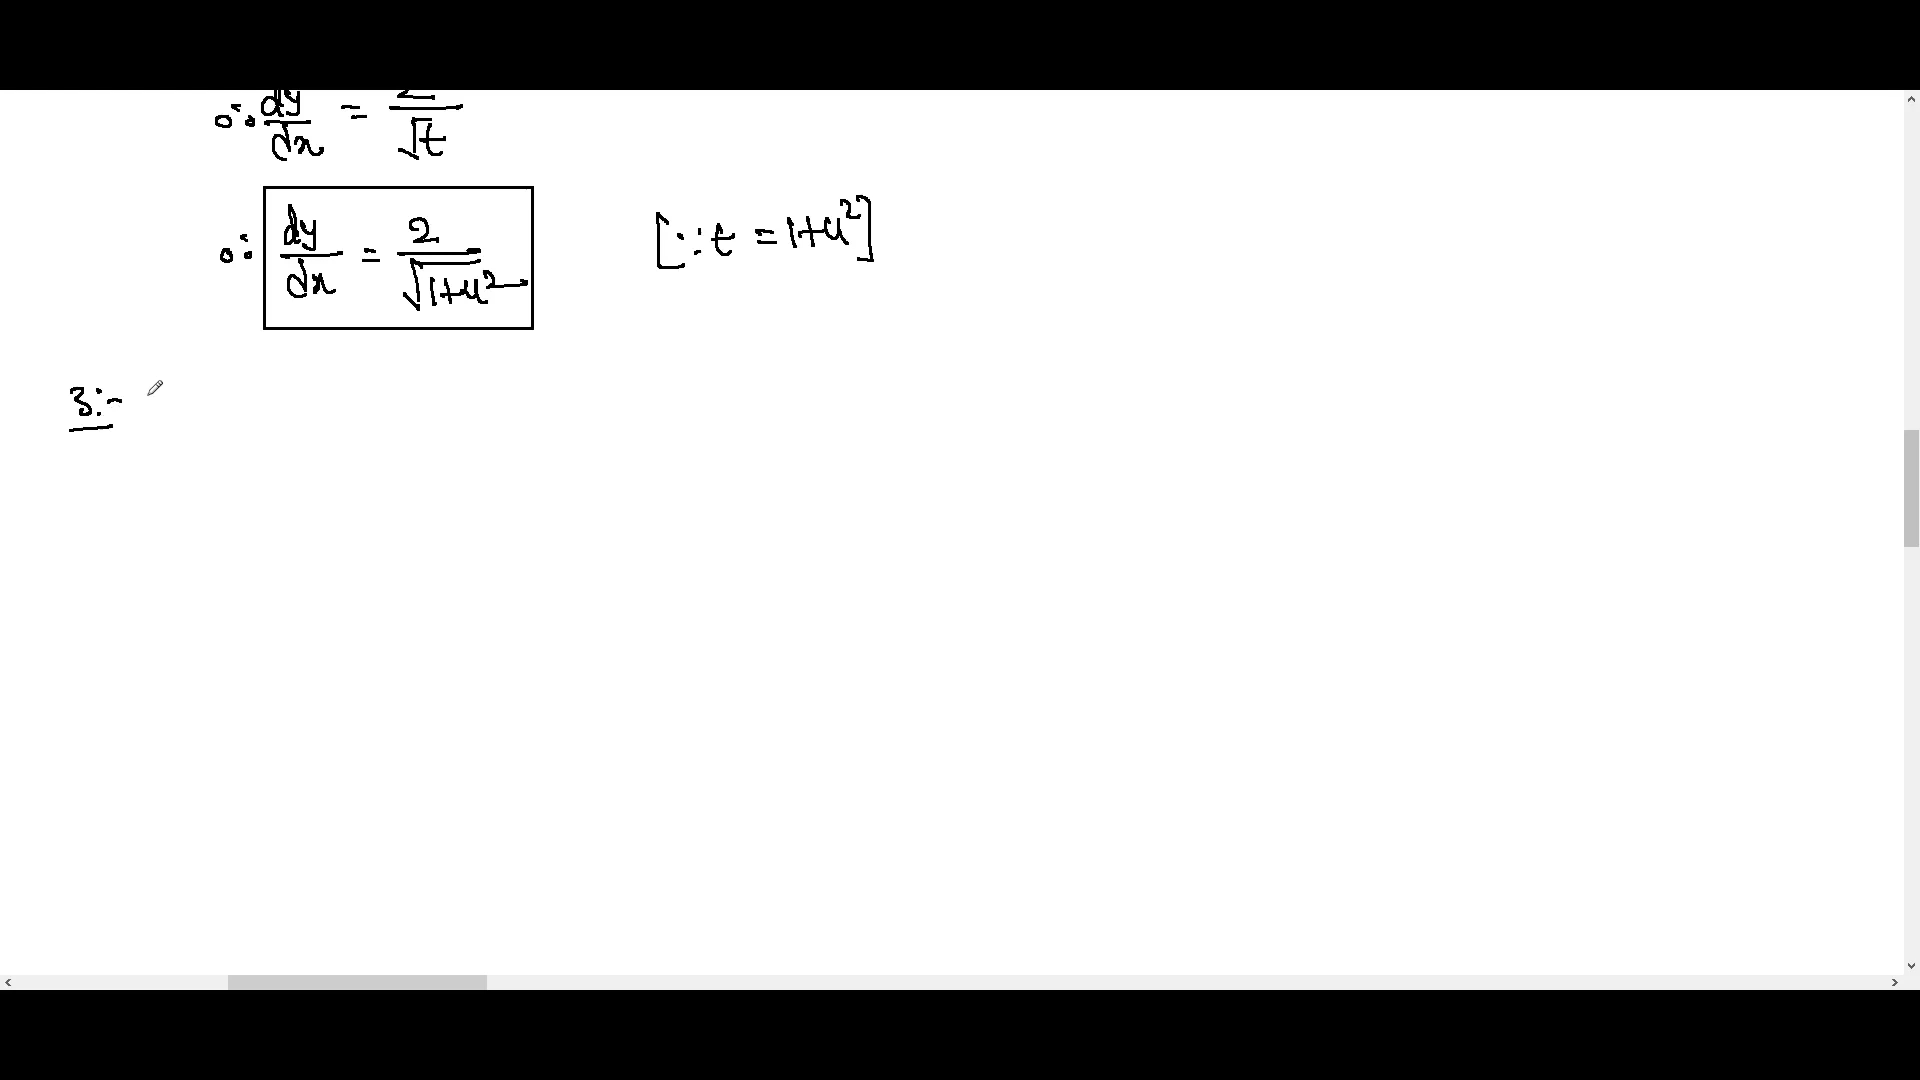 ∴ dy/dx = 2/√t
∴ dy/dx = 2/√(1+u²) [∵ t = 1+u²]
3:-